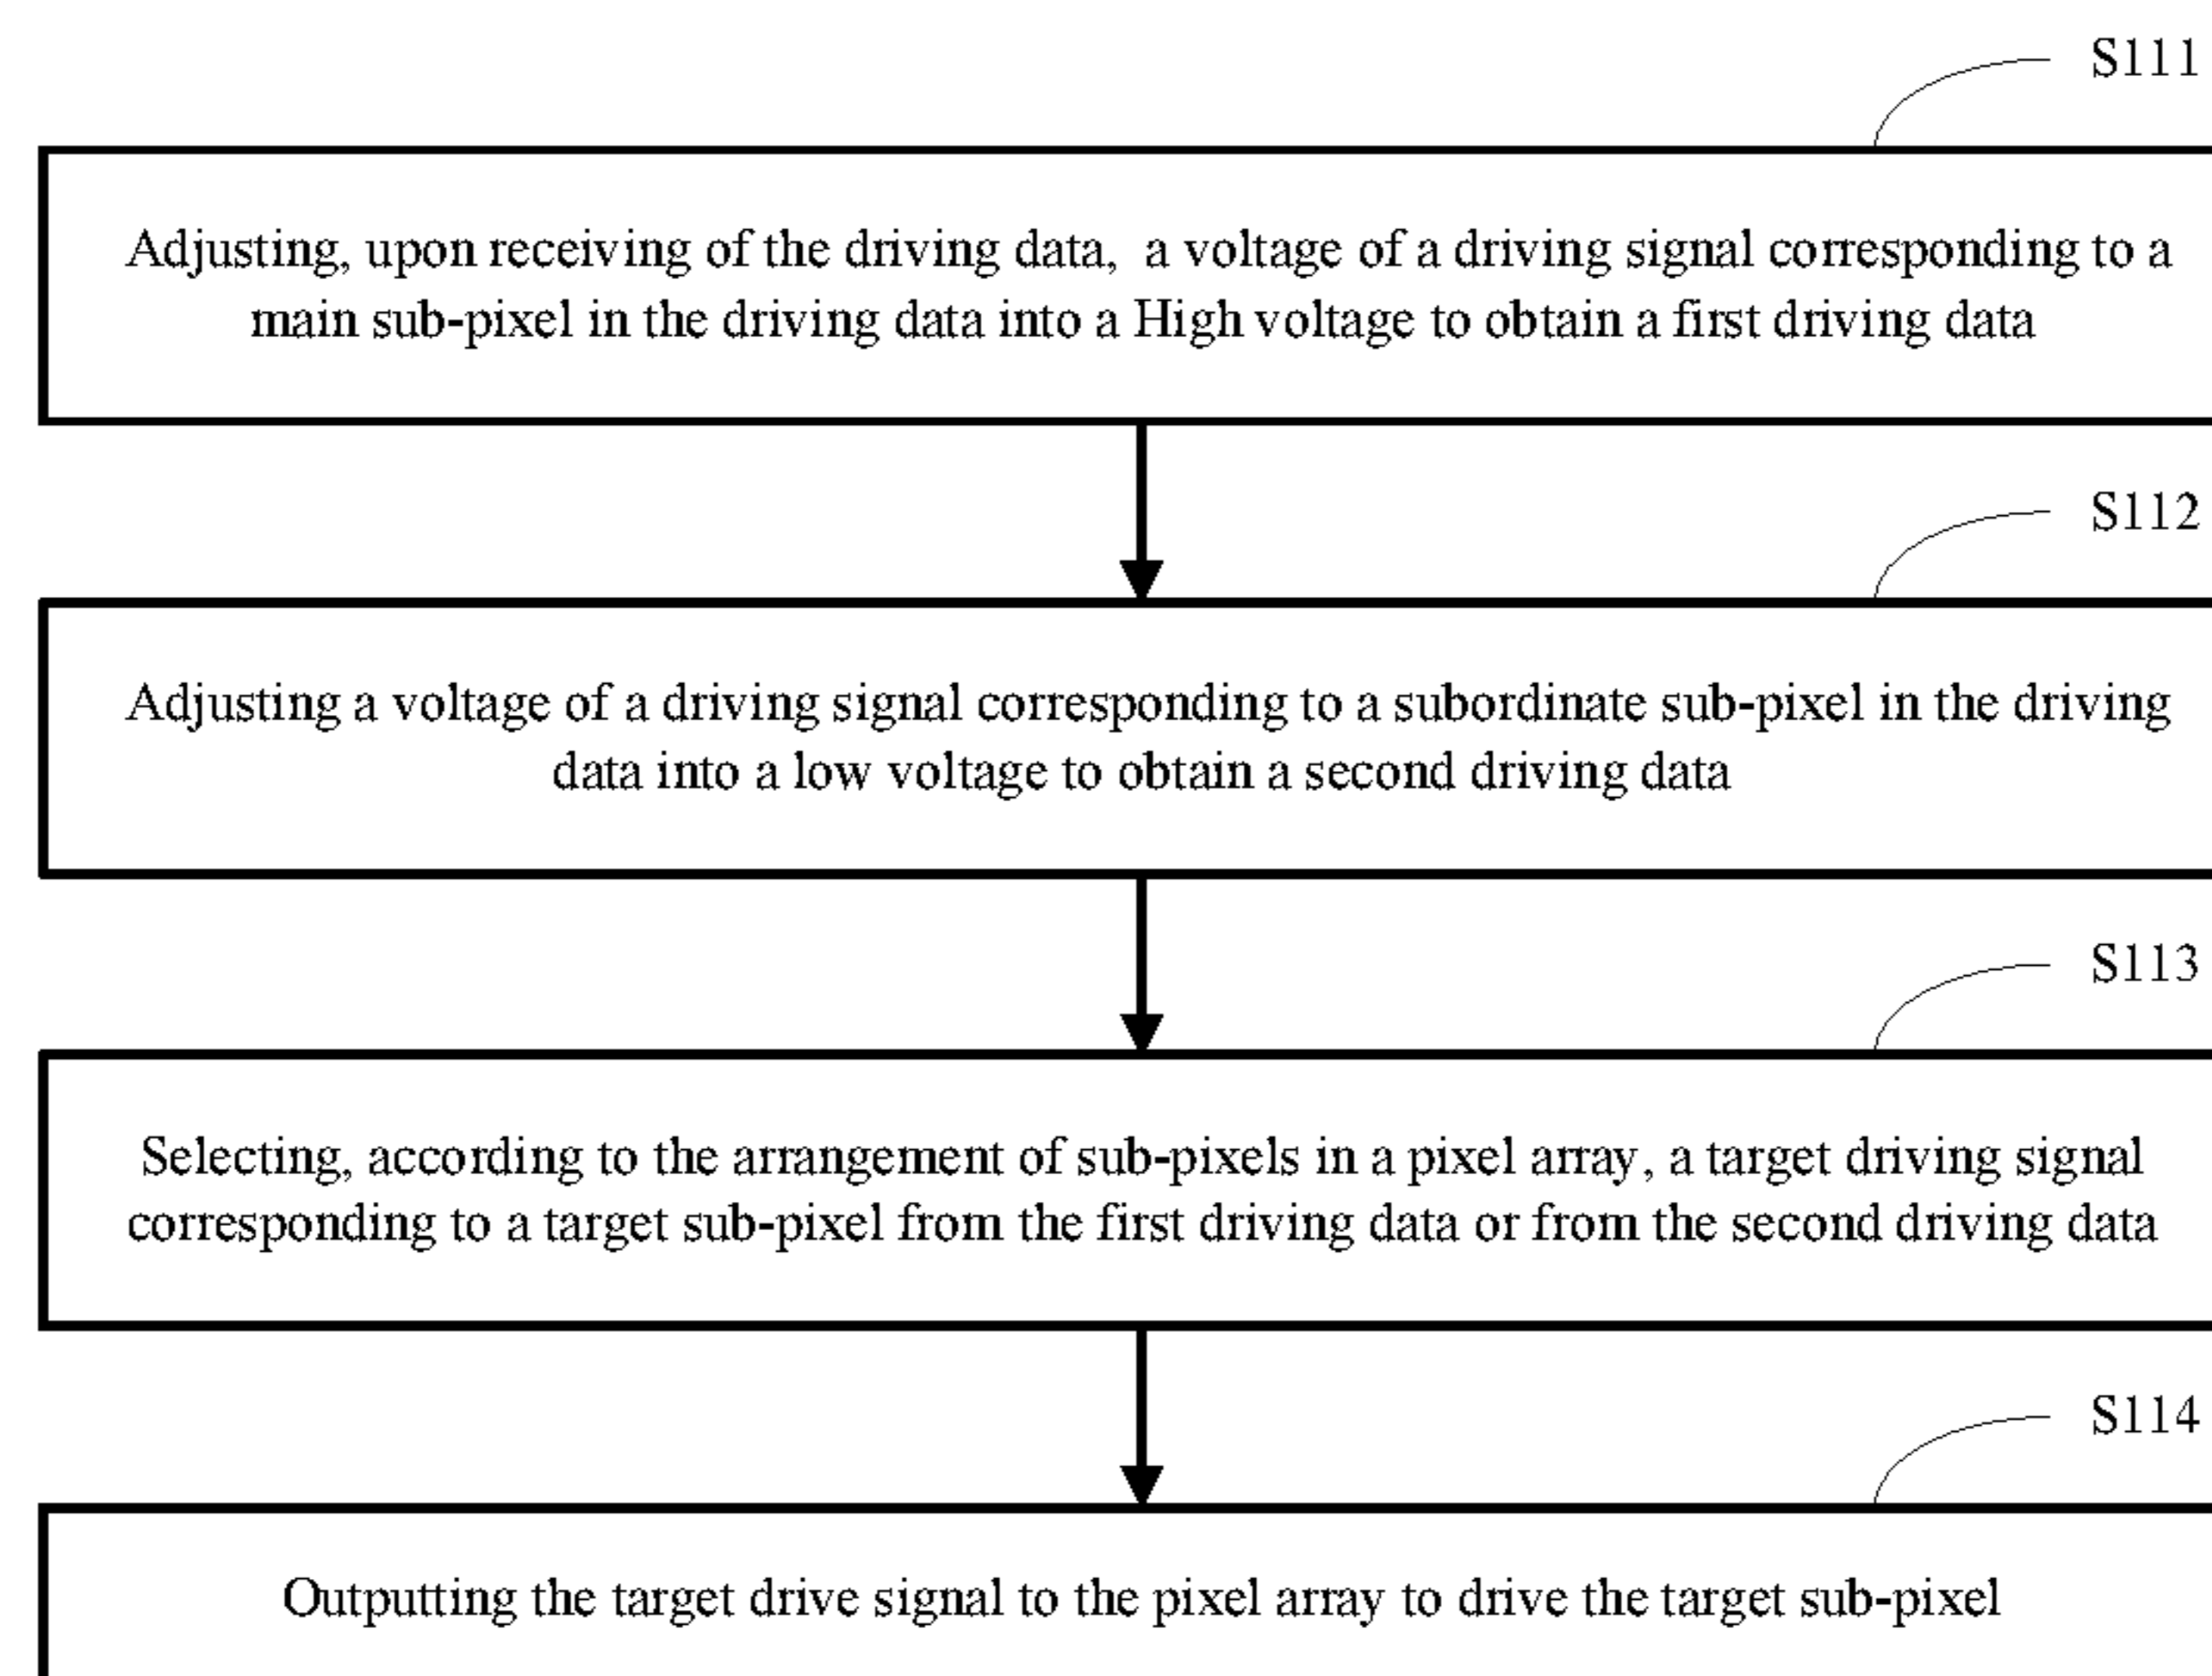 S111
Adjusting, upon receiving of the driving data, a voltage of a driving signal corresponding to a
main sub-pixel in the driving data into a High voltage to obtain a first driving data
S112
Adjusting a voltage of a driving signal corresponding to a subordinate sub-pixel in the driving
data into a low voltage to obtain a second driving data
S113
Selecting, according to the arrangement of sub-pixels in a pixel array, a target driving signal
corresponding to a target sub-pixel from the first driving data or from the second driving data
S114
Outputting the target drive signal to the pixel array to drive the target sub-pixel